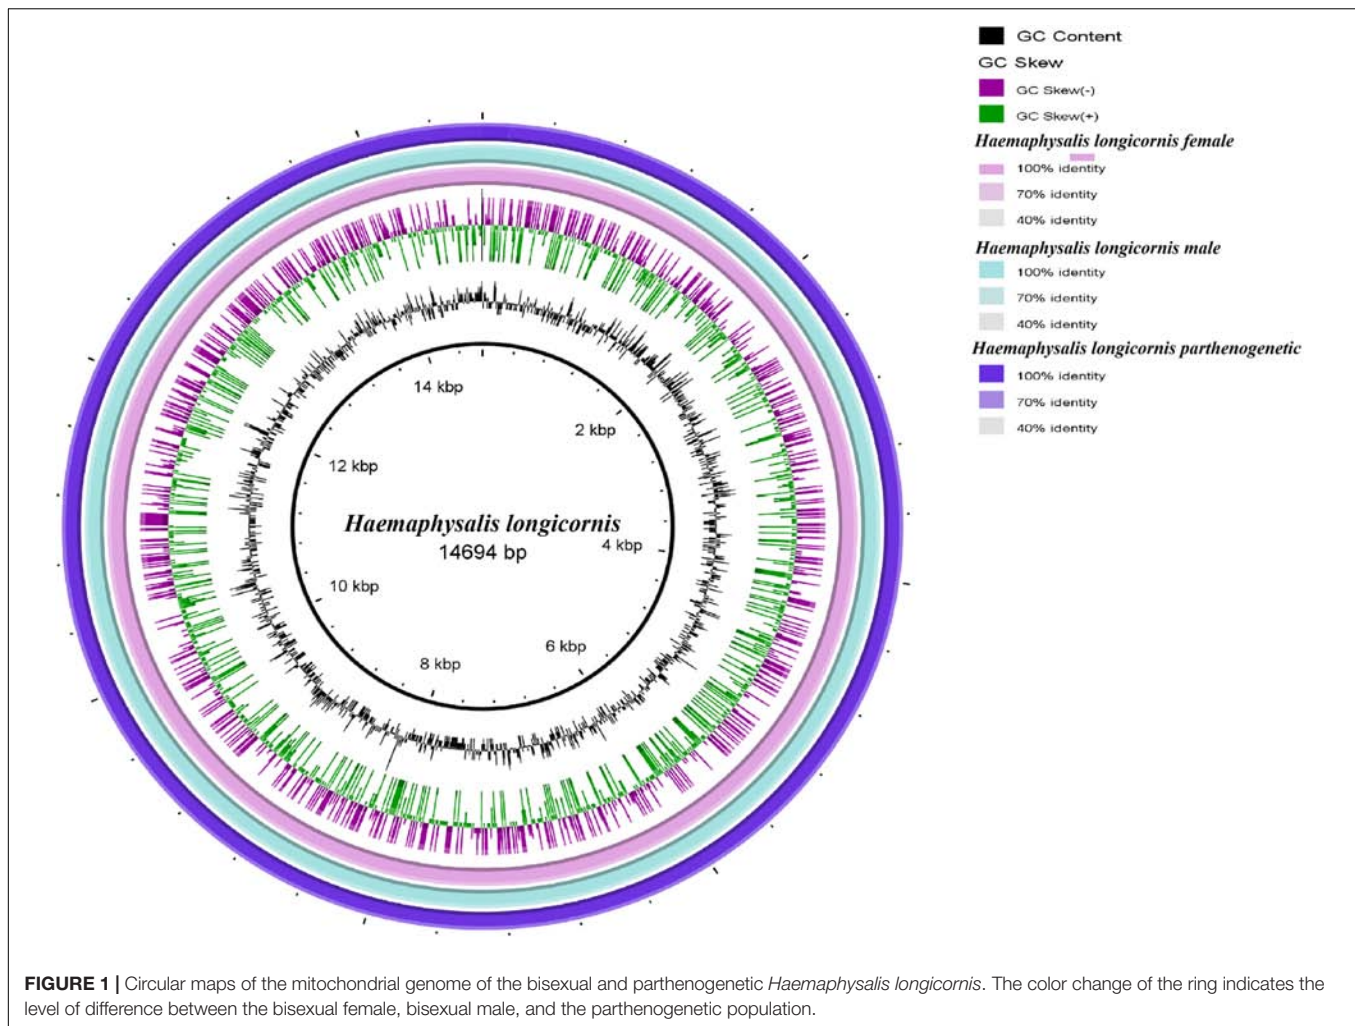 GC Content
GC Skew
GC Skew(-)
GC Skew(+)
Haemaphysalis longicornis female
100% identity
70% identity
40% identity
Haemaphysalis longicornis male
100% identity
70% identity
40% identity
Haemaphysalis longicornis parthenogenetic
100% identity
70% identity
40% identity
14 kbp
2 kbp
12 kbp
Haemaphysalis longicornis
14694 bp
4 kbp
10 kbp
6 kbp
8 kbp
FIGURE 1 | Circular maps of the mitochondrial genome of the bisexual and parthenogenetic Haemaphysalis longicornis. The color change of the ring indicates the
level of difference between the bisexual female, bisexual male, and the parthenogenetic population.